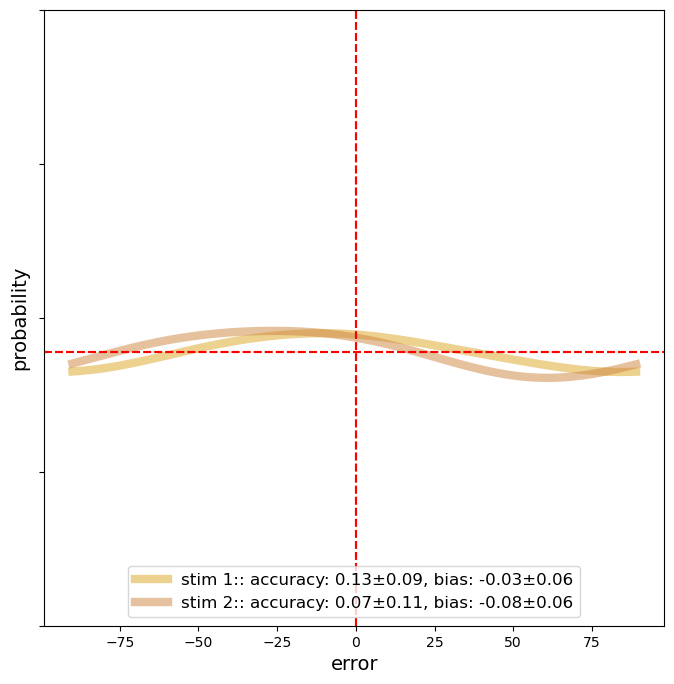 probability
stim 1:: accuracy: 0.13±0.09, bias: -0.03±0.06
stim 2:: accuracy: 0.07±0.11, bias: -0.08±0.06
−75 −50 −25 0 25 50 75
error